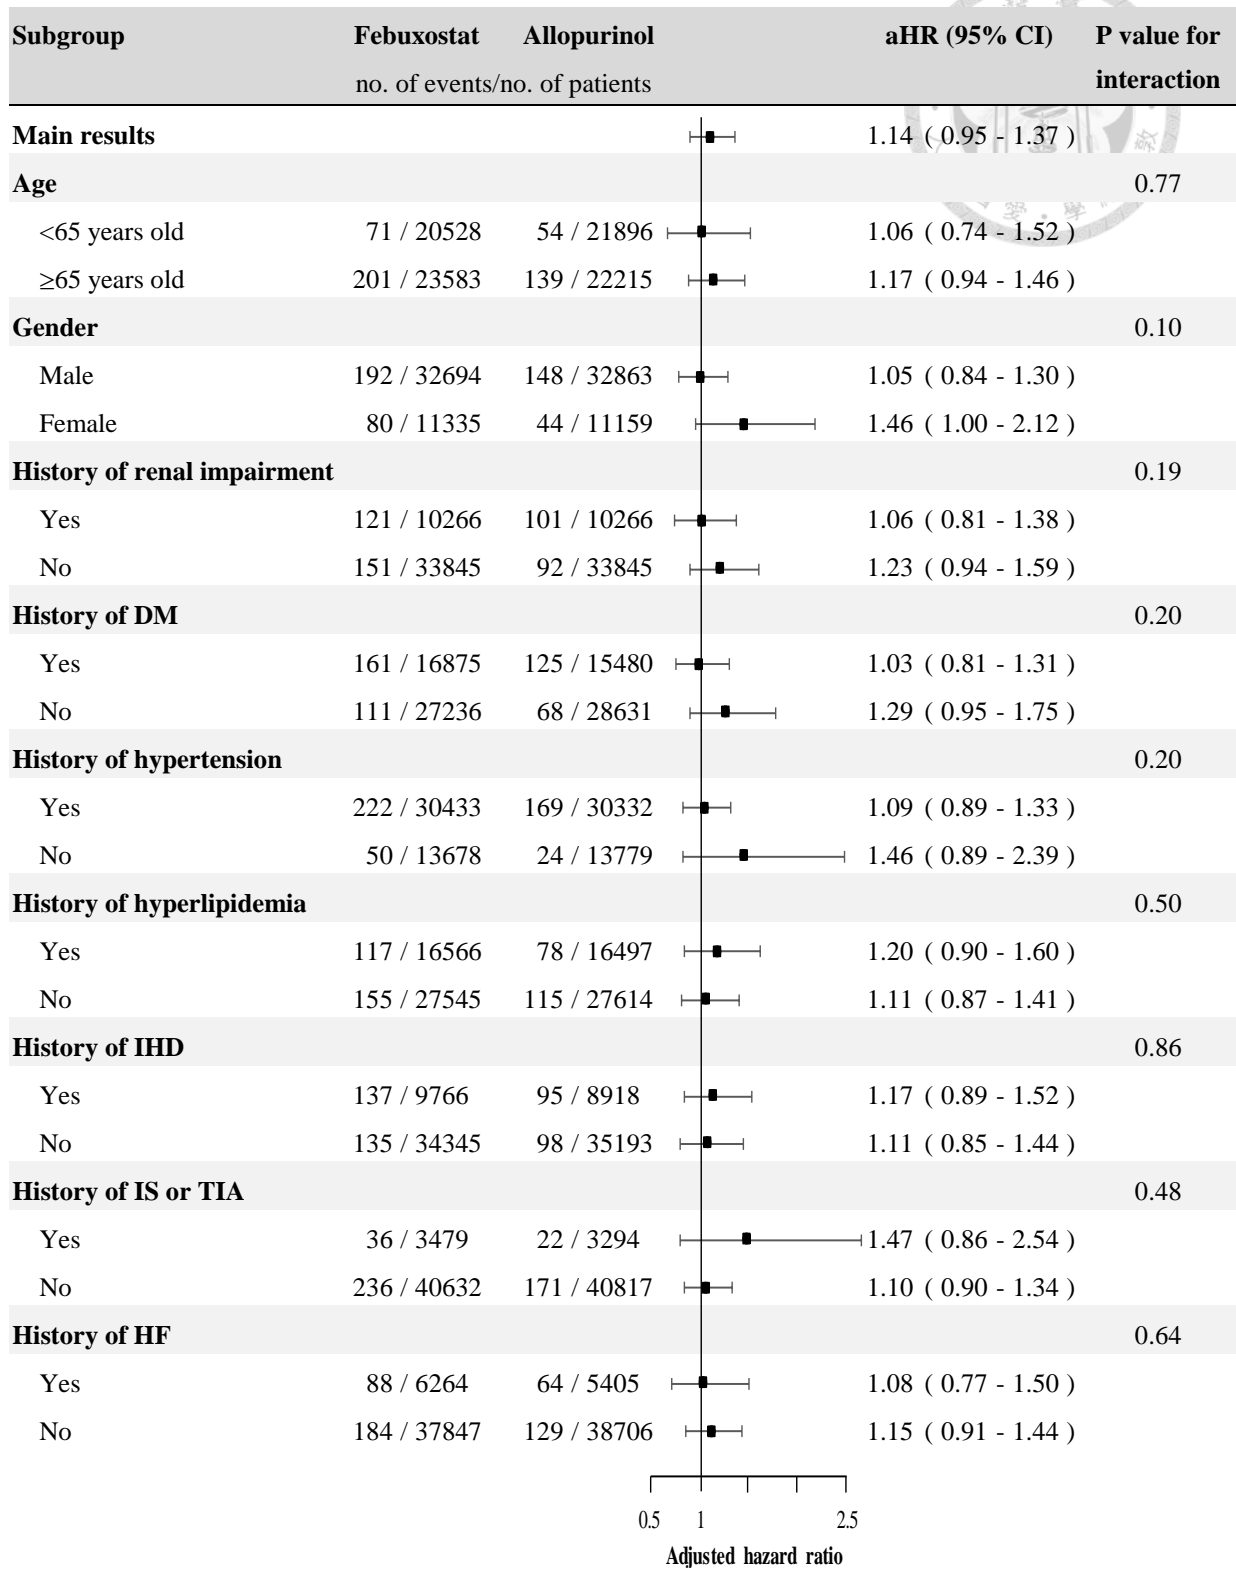 Subgroup Febuxostat Allopurinol aHR (95% CI) P value for
no. of events/no. of patients interaction
Main results 1.14 ( 0.95 - 1.37 )
Age 0.77
<65 years old 71 / 20528 54 / 21896 1.06 ( 0.74 - 1.52 )
≥65 years old 201 / 23583 139 / 22215 1.17 ( 0.94 - 1.46 )
Gender 0.10
Male 192 / 32694 148 / 32863 1.05 ( 0.84 - 1.30 )
Female 80 / 11335 44 / 11159 1.46 ( 1.00 - 2.12 )
History of renal impairment 0.19
Yes 121 / 10266 101 / 10266 1.06 ( 0.81 - 1.38 )
No 151 / 33845 92 / 33845 1.23 ( 0.94 - 1.59 )
History of DM 0.20
Yes 161 / 16875 125 / 15480 1.03 ( 0.81 - 1.31 )
No 111 / 27236 68 / 28631 1.29 ( 0.95 - 1.75 )
History of hypertension 0.20
Yes 222 / 30433 169 / 30332 1.09 ( 0.89 - 1.33 )
No 50 / 13678 24 / 13779 1.46 ( 0.89 - 2.39 )
History of hyperlipidemia 0.50
Yes 117 / 16566 78 / 16497 1.20 ( 0.90 - 1.60 )
No 155 / 27545 115 / 27614 1.11 ( 0.87 - 1.41 )
History of IHD 0.86
Yes 137 / 9766 95 / 8918 1.17 ( 0.89 - 1.52 )
No 135 / 34345 98 / 35193 1.11 ( 0.85 - 1.44 )
History of IS or TIA 0.48
Yes 36 / 3479 22 / 3294 1.47 ( 0.86 - 2.54 )
No 236 / 40632 171 / 40817 1.10 ( 0.90 - 1.34 )
History of HF 0.64
Yes 88 / 6264 64 / 5405 1.08 ( 0.77 - 1.50 )
No 184 / 37847 129 / 38706 1.15 ( 0.91 - 1.44 )
0.5 1 2.5
Adjusted hazard ratio